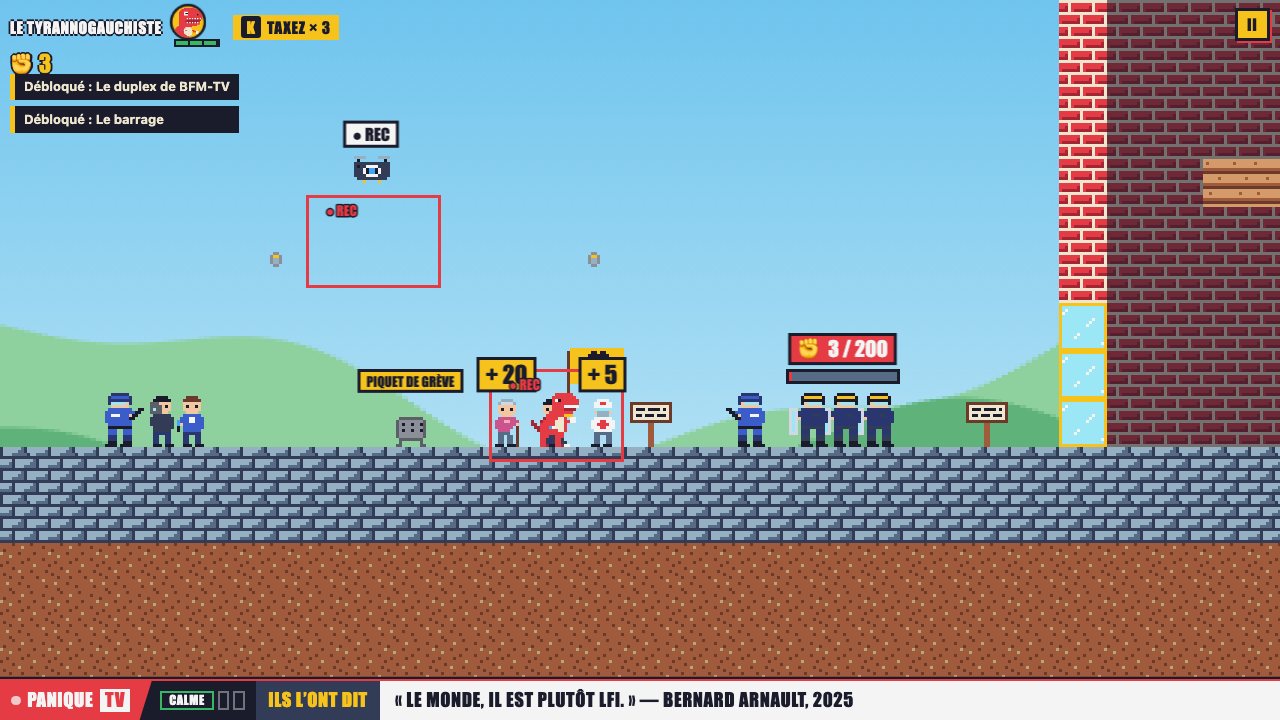 LE TYRANNOGAUCHISTE
K TAXEZ × 3
3
Débloqué : Le duplex de BFM-TV
Débloqué : Le barrage
REC
REC
3 / 200
PIQUET DE GRÈVE
+ 20
+ 5
REC
PANIQUE TV
CALME
ILS L'ONT DIT
« LE MONDE, IL EST PLUTÔT LFI. » — BERNARD ARNAULT, 2025